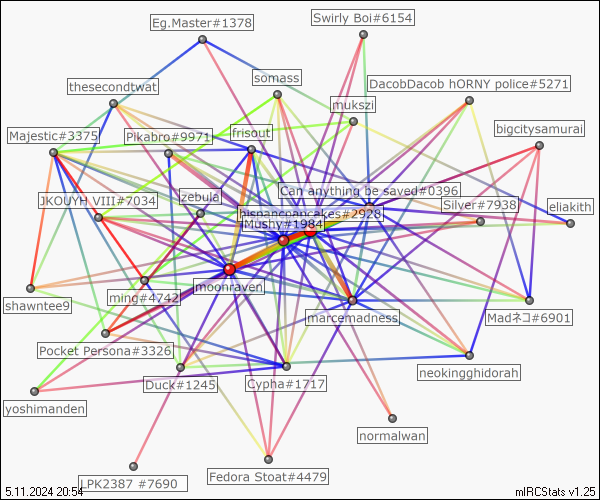 Eg.Master#1378
Swirly Boi#6154
thesecondtwat
somass
DacobDacob hORNY police#5271
mukszi
Majestic#3375
Pikabro#9971
frisout
bigcitysamurai
JKOUYH VIII#7034
zebula
Can anything be saved#0396
Silver#7938
eliakith
hispanicpancakes#2928
Mushy#1984
moonraven
shawntee9
ming#4742
marcemadness
Madネコ#6901
Pocket Persona#3326
Duck#1245
Cypha#1717
neokingghidorah
yoshimanden
normalwan
LPK2387 #7690
Fedora Stoat#4479
5.11.2024 20:54
mIRCStats v1.25